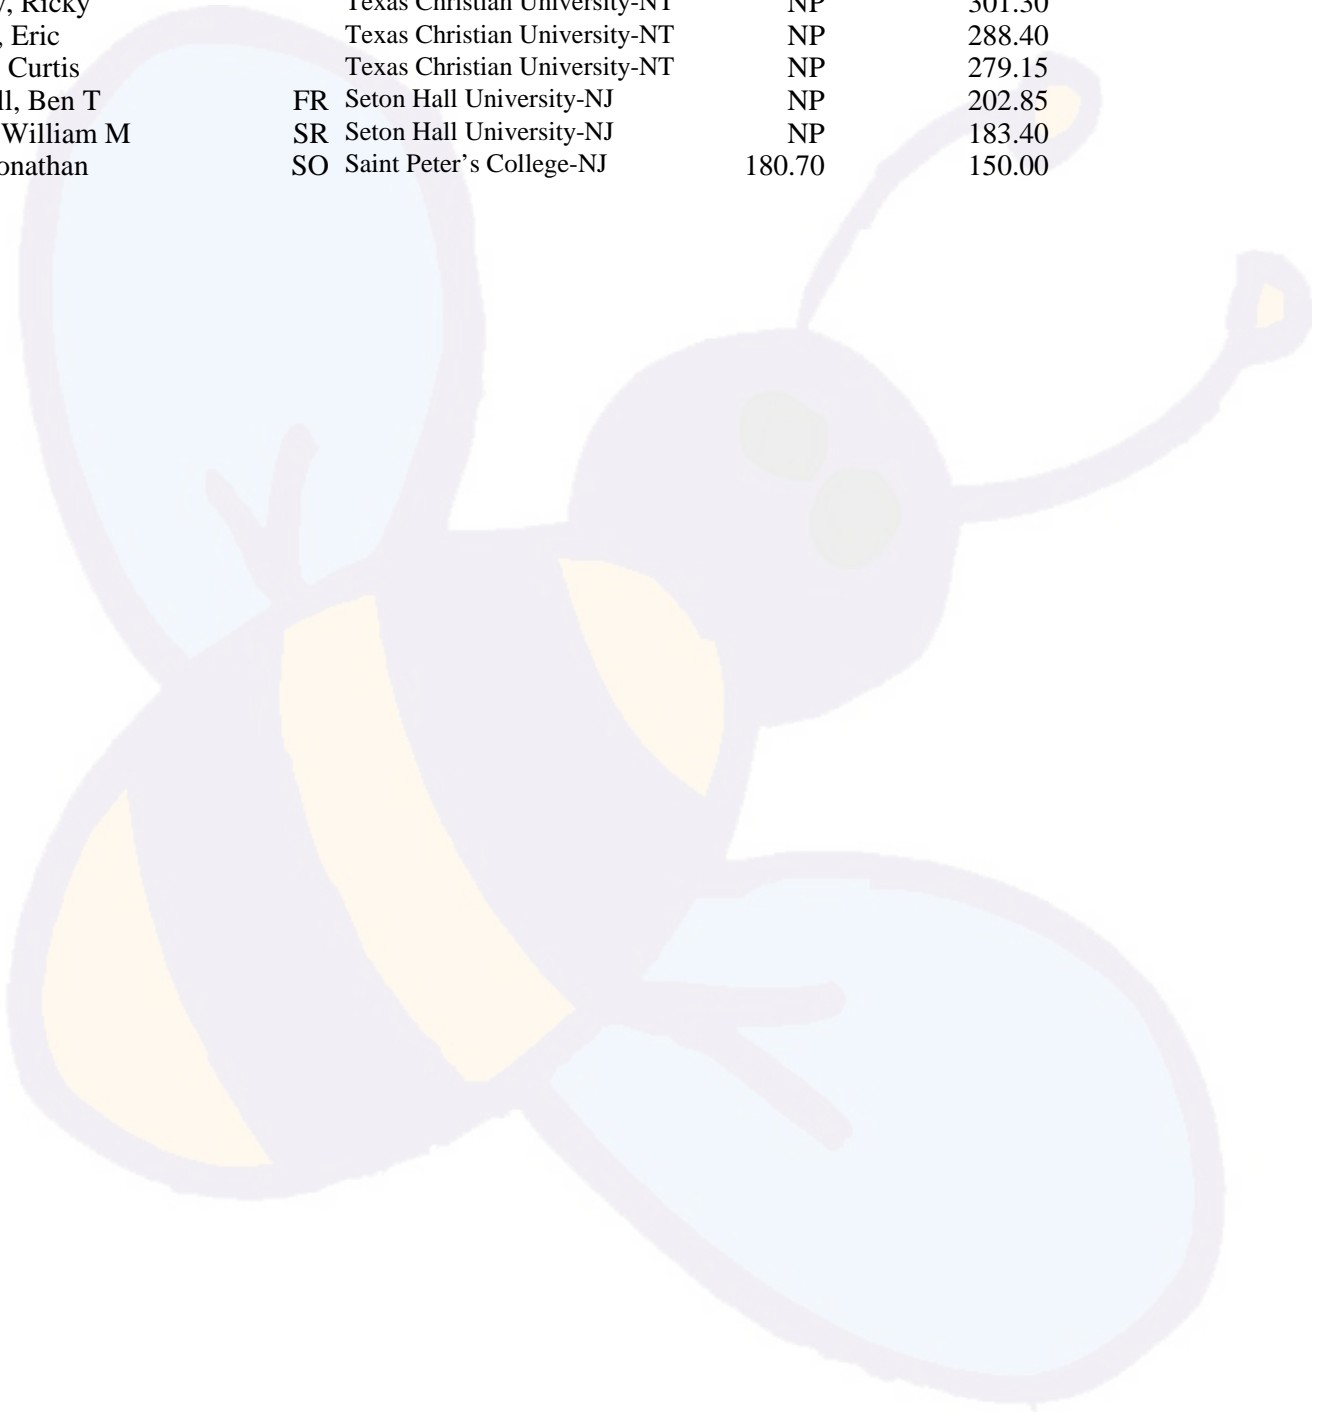 Ricky Texas Christian University-NT NP 301.30
, Eric Texas Christian University-NT NP 288.40
Curtis Texas Christian University-NT NP 279.15
ll, Ben T FR Seton Hall University-NJ NP 202.85
William M SR Seton Hall University-NJ NP 183.40
onathan SO Saint Peter’s College-NJ 180.70 150.00